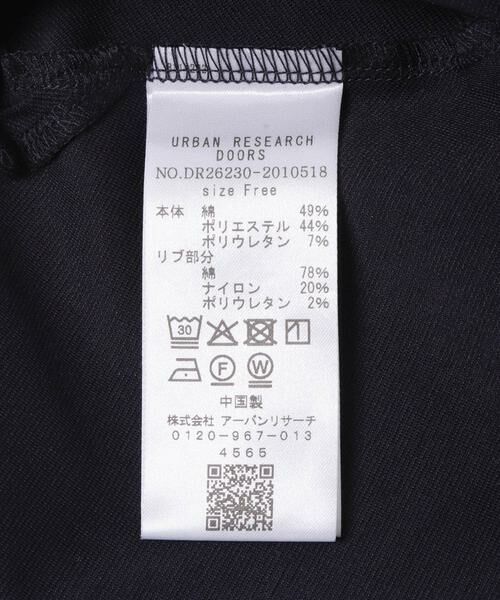 URBAN RESEARCH
DOORS
NO.DR26230-2010518
size Free
本体 綿 49%
ポリエステル 44%
ポリウレタン 7%
リブ部分
綿 78%
ナイロン 20%
ポリウレタン 2%
30
F W
中国製
株式会社 アーバンリサーチ
0120-967-013
4565